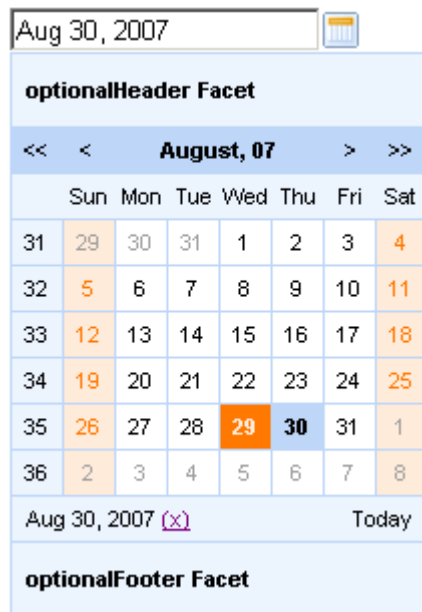 Aug 30, 2007
optionalHeader Facet
<< < August, 07 > >>
Sun Mon Tue Wed Thu Fri Sat
31 29 30 31 1 2 3 4
32 5 6 7 8 9 10 11
33 12 13 14 15 16 17 18
34 19 20 21 22 23 24 25
35 26 27 28 29 30 31 1
36 2 3 4 5 6 7 8
Aug 30, 2007 (x) Today
optionalFooter Facet